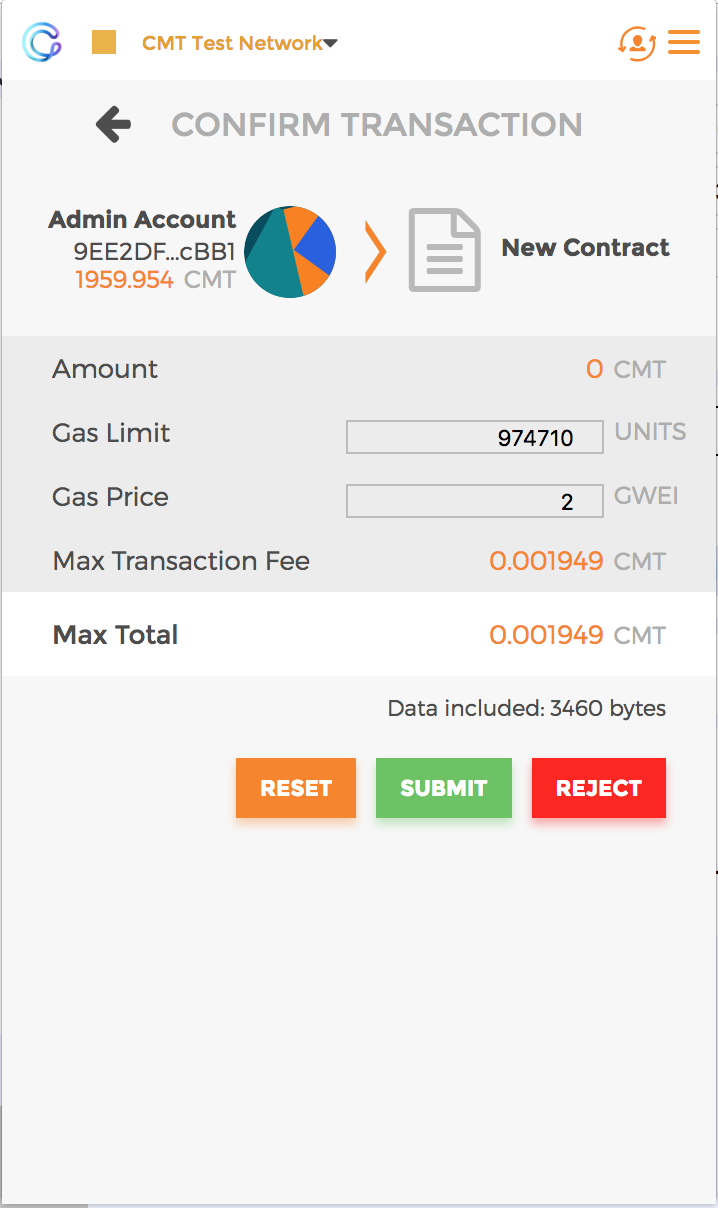 CMT Test Network
CONFIRM TRANSACTION
Admin Account
9EE2DF...cBB1
1959.954 CMT
New Contract
Amount 0 CMT
Gas Limit 974710 UNITS
Gas Price 2 GWEI
Max Transaction Fee 0.001949 CMT
Max Total 0.001949 CMT
Data included: 3460 bytes
RESET SUBMIT REJECT